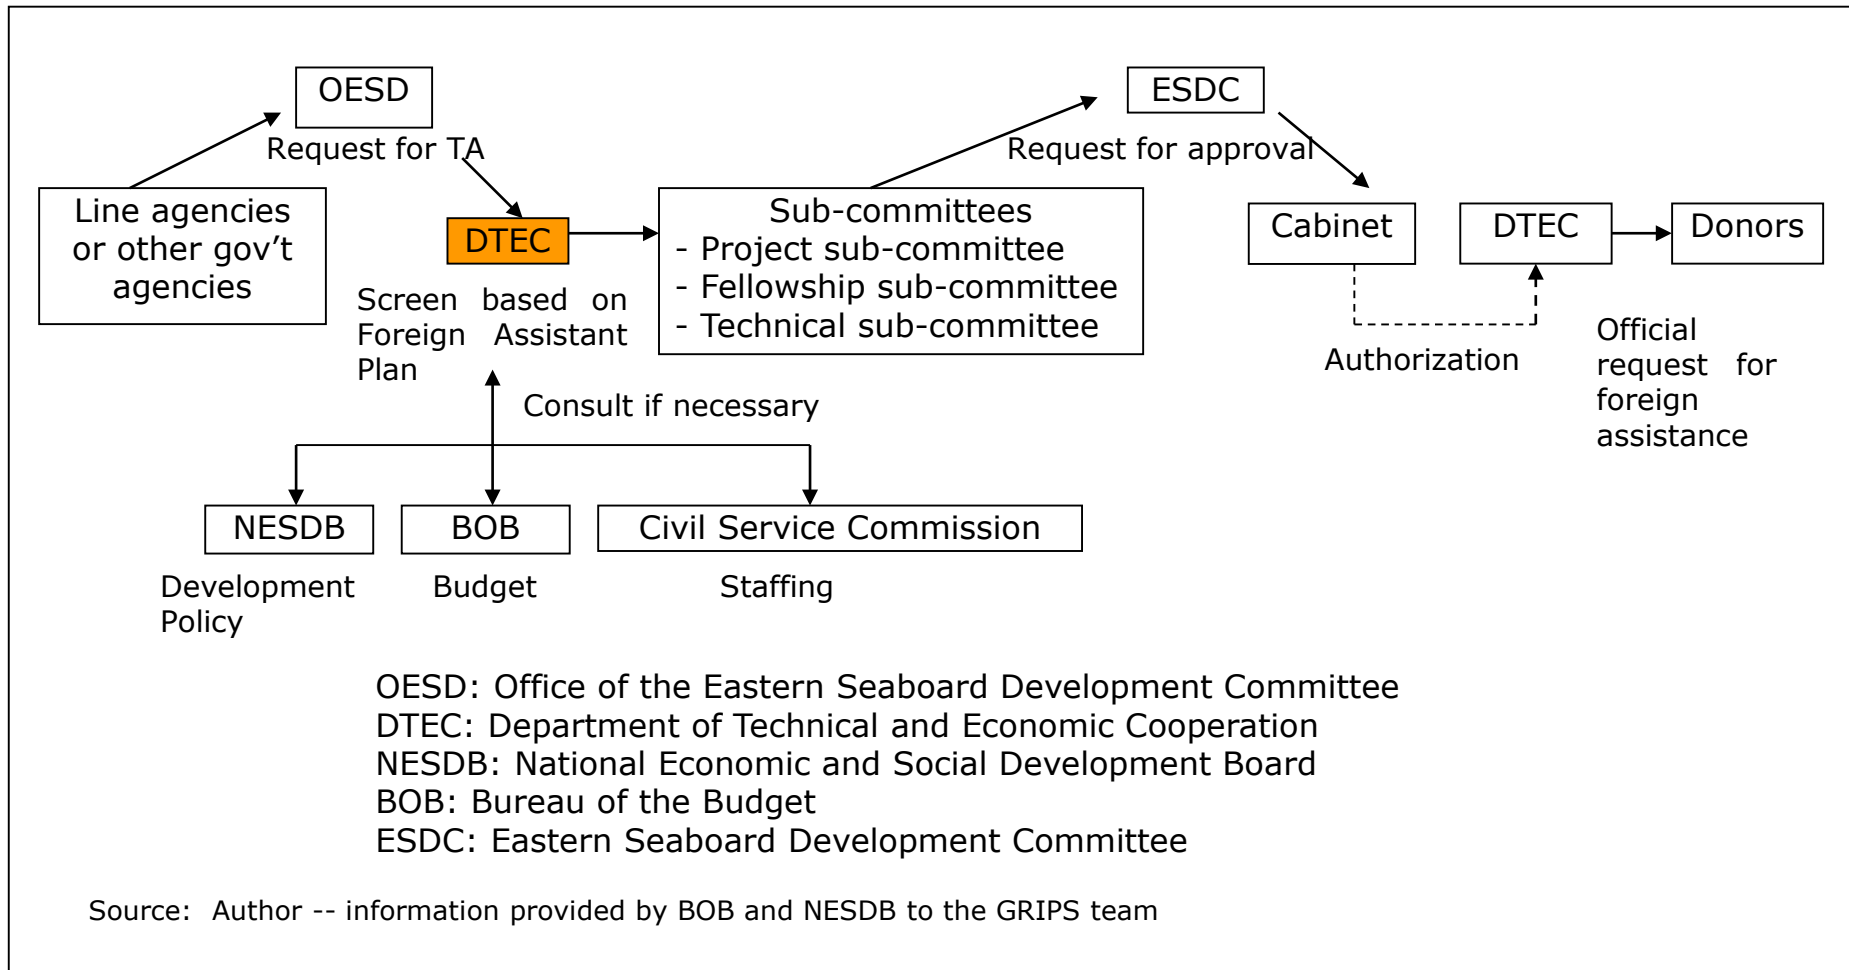 OESD
ESDC
Request for TA
Request for approval
Line agencies
or other gov't
agencies
DTEC
Sub-committees
- Project sub-committee
- Fellowship sub-committee
- Technical sub-committee
Cabinet
DTEC
Donors
Screen based on
Foreign Assistant
Plan
Authorization
Official
request for
foreign
assistance
Consult if necessary
NESDB
BOB
Civil Service Commission
Development
Policy
Budget
Staffing
OESD: Office of the Eastern Seaboard Development Committee
DTEC: Department of Technical and Economic Cooperation
NESDB: National Economic and Social Development Board
BOB: Bureau of the Budget
ESDC: Eastern Seaboard Development Committee
Source: Author -- information provided by BOB and NESDB to the GRIPS team